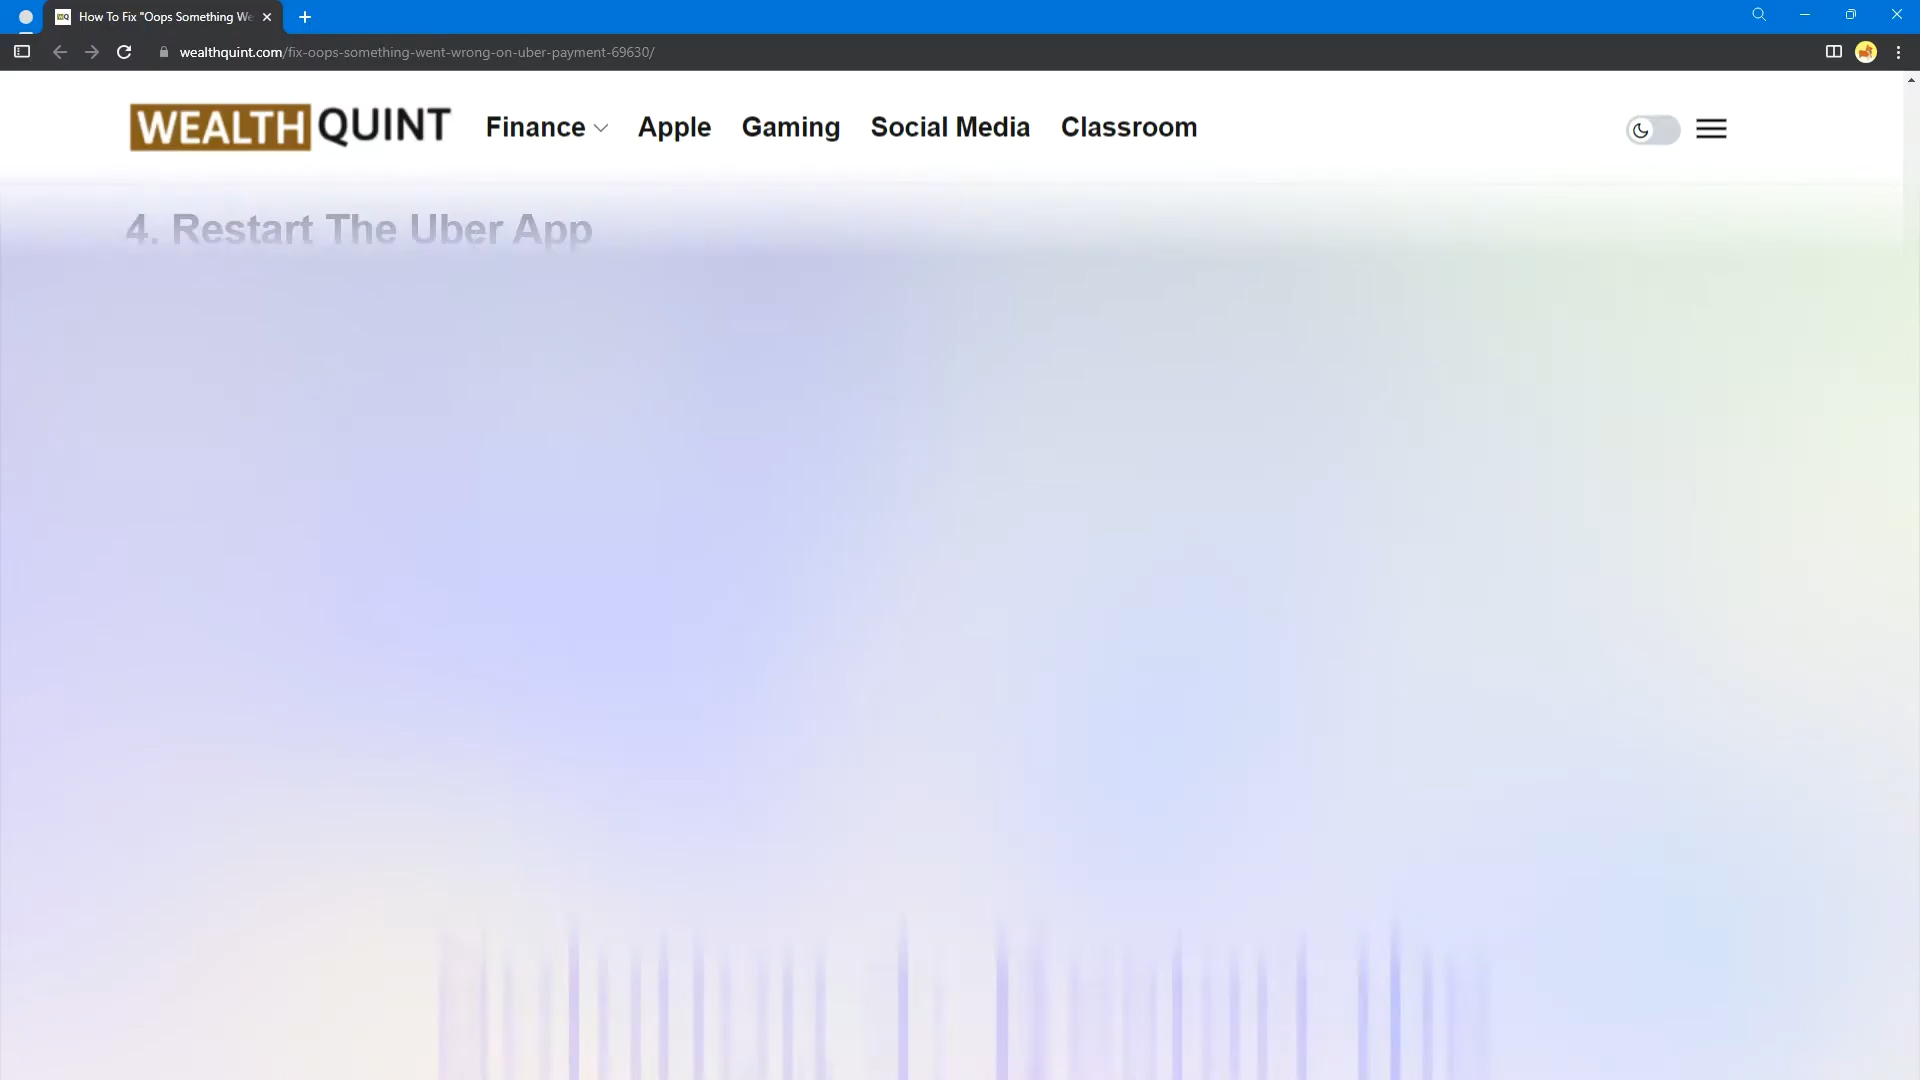 How To Fix "Oops Something We
wealthquint.com/fix-oops-something-went-wrong-on-uber-payment-69630/
WEALTH QUINT Finance Apple Gaming Social Media Classroom
4. Restart The Uber App